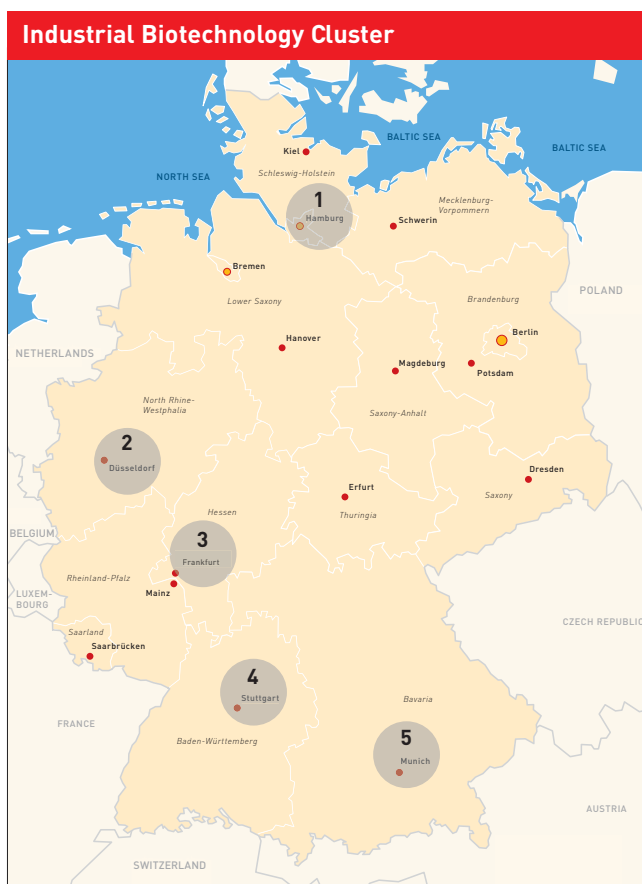 Industrial Biotechnology Cluster
BALTIC SEA
BALTIC SEA
Kiel
NORTH SEA
Schleswig-Holstein
1
Hamburg
Mecklenburg-
Vorpommern
Schwerin
Bremen
POLAND
Lower Saxony
Brandenburg
Berlin
Hanover
NETHERLANDS
Magdeburg
Potsdam
North Rhine-
Westphalia
Saxony-Anhalt
2
Düsseldorf
Dresden
Erfurt
Saxony
Hessen
Thuringia
BELGIUM
3
Frankfurt
Rheinland-Pfalz
Mainz
LUXEM-
BOURG
CZECH REPUBLIC
Saarland
Saarbrücken
4
Stuttgart
Bavaria
FRANCE
Baden-Württemberg
5
Munich
AUSTRIA
SWITZERLAND